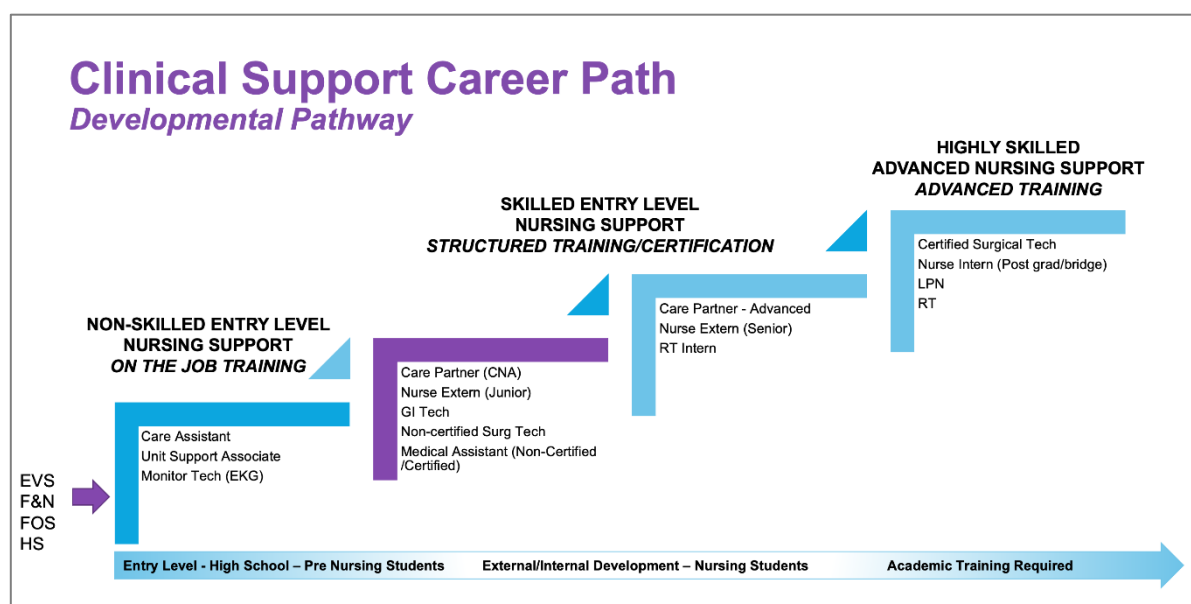 Clinical Support Career Path
Developmental Pathway
HIGHLY SKILLED
ADVANCED NURSING SUPPORT
ADVANCED TRAINING
SKILLED ENTRY LEVEL
NURSING SUPPORT
STRUCTURED TRAINING/CERTIFICATION
NON-SKILLED ENTRY LEVEL
NURSING SUPPORT
ON THE JOB TRAINING
Certified Surgical Tech
Nurse Intern (Post grad/bridge)
LPN
RT
Care Partner - Advanced
Nurse Extern (Senior)
RT Intern
Care Partner (CNA)
Nurse Extern (Junior)
GI Tech
Non-certified Surg Tech
Medical Assistant (Non-Certified
/Certified)
Care Assistant
Unit Support Associate
Monitor Tech (EKG)
EVS
F&N
FOS
HS
Entry Level - High School – Pre Nursing Students
External/Internal Development – Nursing Students
Academic Training Required